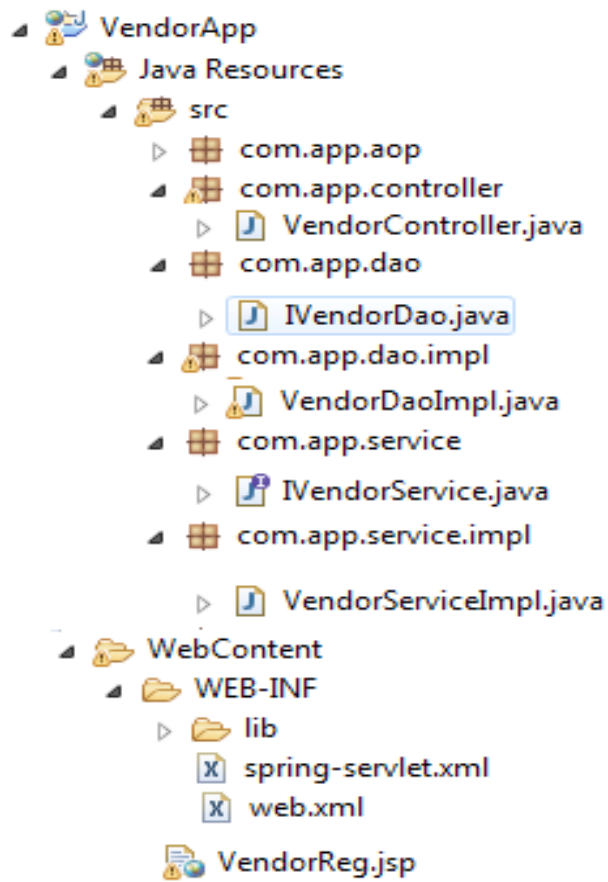 VendorApp
Java Resources
src
com.app.aop
com.app.controller
VendorController.java
com.app.dao
IVendorDao.java
com.app.dao.impl
VendorDaoImpl.java
com.app.service
IVendorService.java
com.app.service.impl
VendorServiceImpl.java
WebContent
WEB-INF
lib
spring-servlet.xml
web.xml
VendorReg.jsp